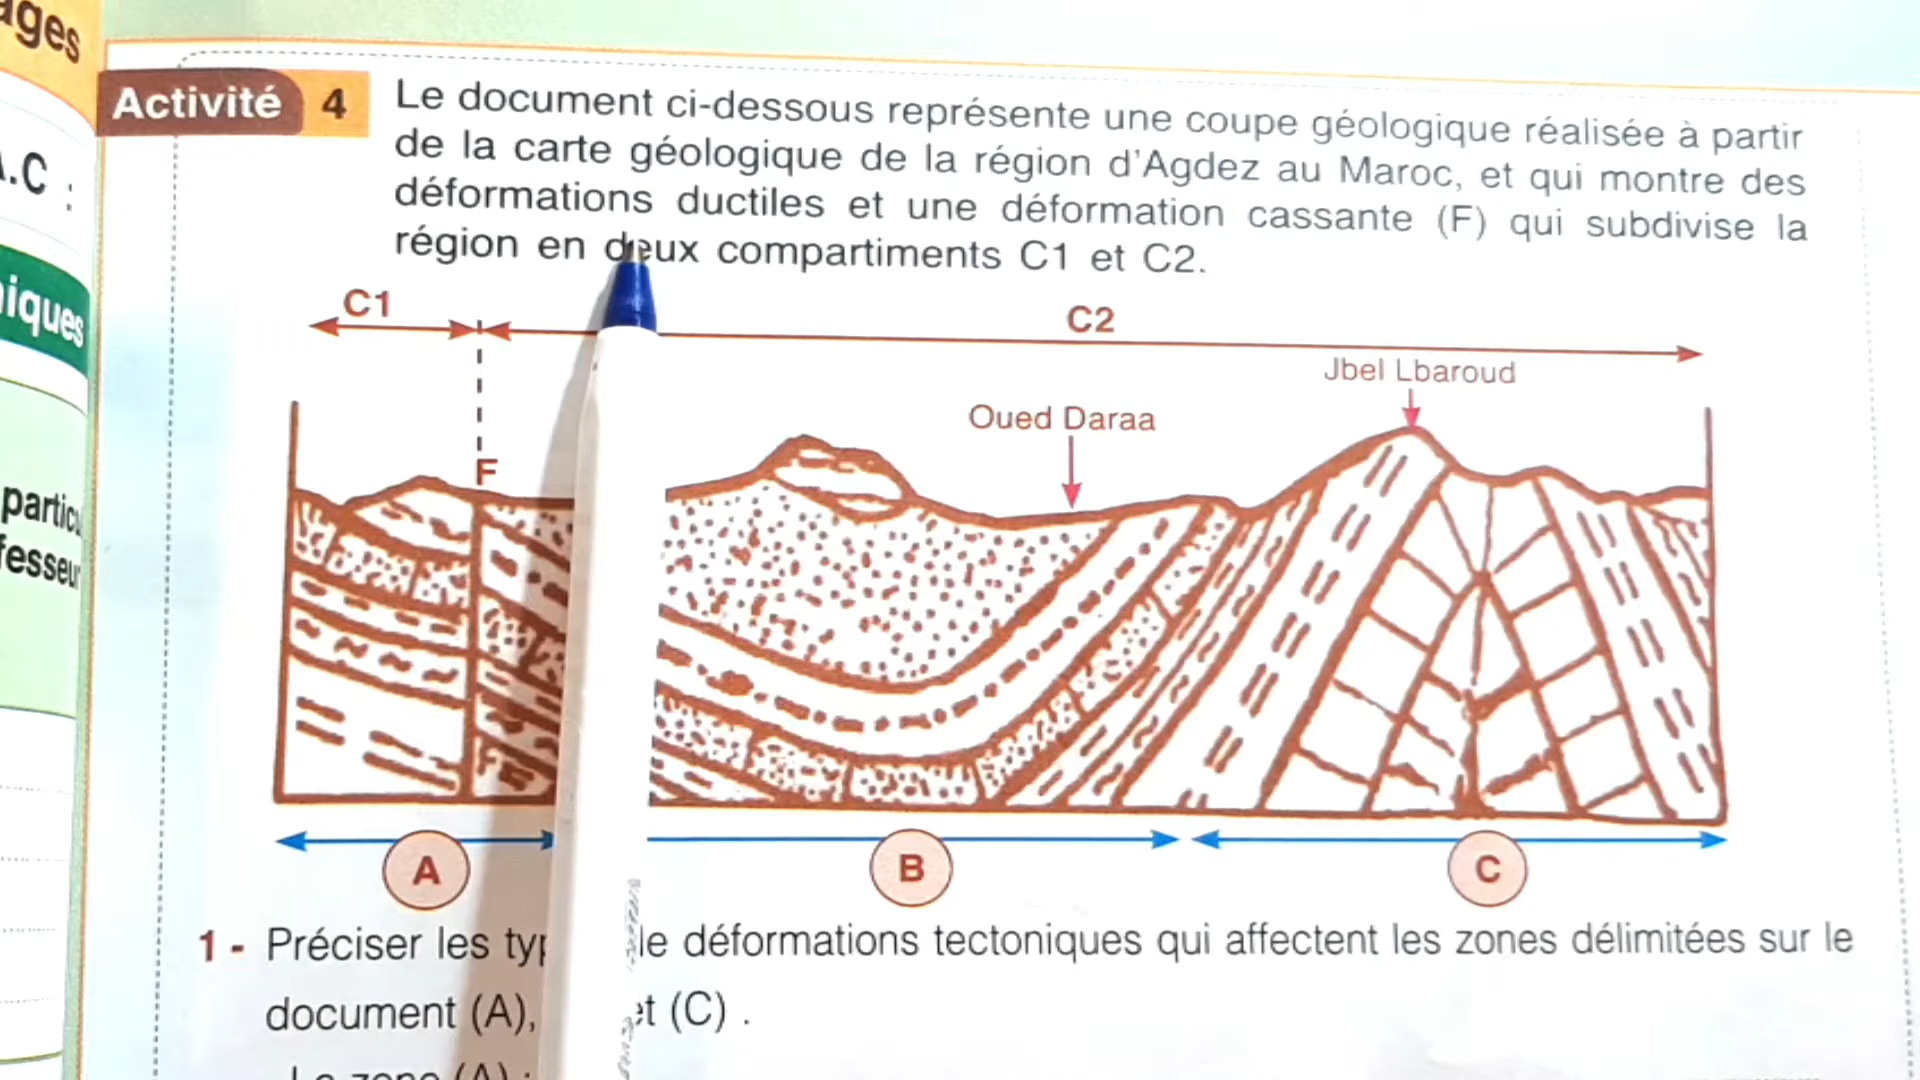 ages
A.C :
iques
Activité 4
Le document ci-dessous représente une coupe géologique réalisée à partir
de la carte géologique de la région d'Agdez au Maroc, et qui montre des
déformations ductiles et une déformation cassante (F) qui subdivise la
région en deux compartiments C1 et C2.
C1
C2
Jbel Lbaroud
Oued Daraa
F
A
B
C
1 - Préciser les le déformations tectoniques qui affectent les zones délimitées sur le
document (A), et (C) .
La zone (A) :